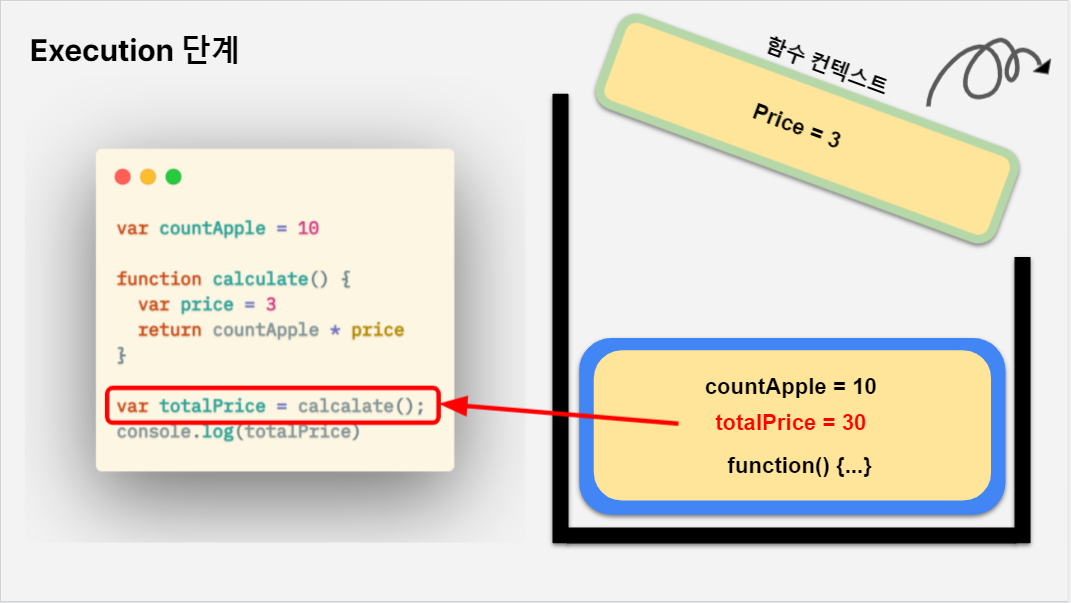 Execution 단계
var countApple = 10
function calculate() {
var price = 3
return countApple * price
}
var totalPrice = calcalate();
console.log(totalPrice)
함수 컨텍스트
Price = 3
countApple = 10
totalPrice = 30
function() {...}